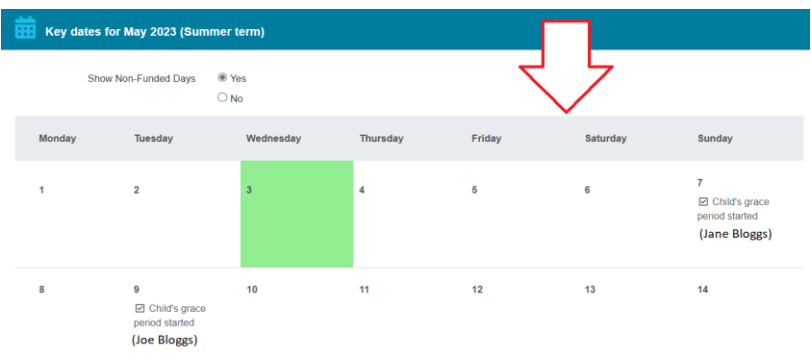 Key dates for May 2023 (Summer term)
Show Non-Funded Days
Yes
No
Monday Tuesday Wednesday Thursday Friday Saturday Sunday
1 2 3 4 5 6 7
Child's grace
period started
(Jane Bloggs)
8 9 10 11 12 13 14
Child's grace
period started
(Joe Bloggs)